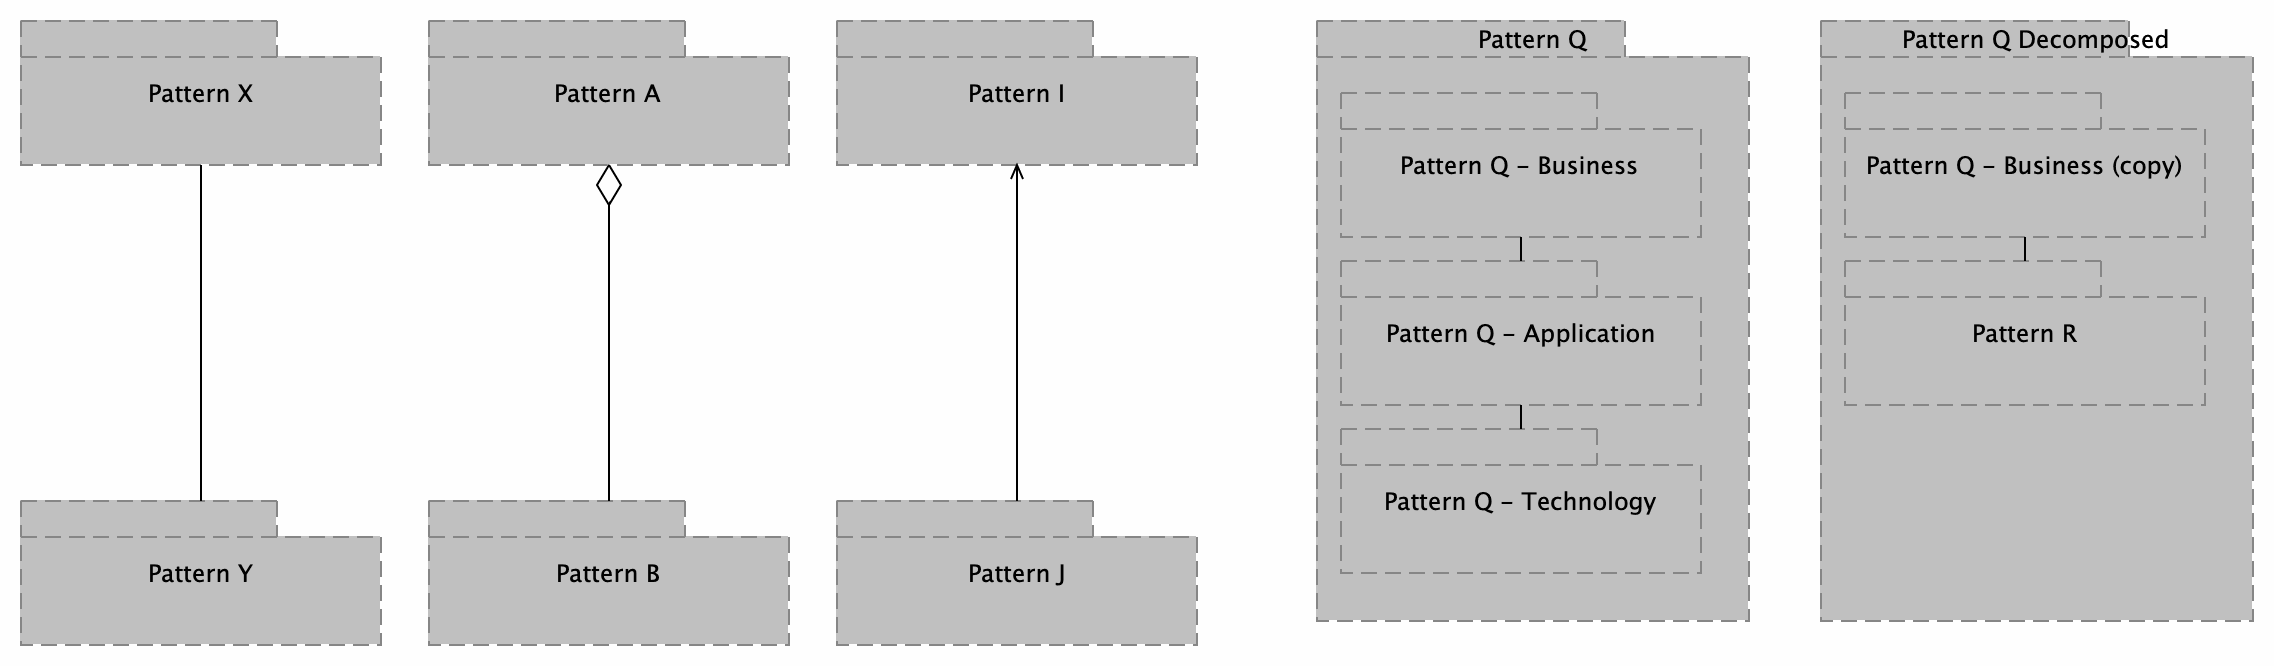 Pattern X
Pattern A
Pattern I
Pattern Y
Pattern B
Pattern J
Pattern Q
Pattern Q – Business
Pattern Q – Application
Pattern Q – Technology
Pattern Q Decomposed
Pattern Q – Business (copy)
Pattern R